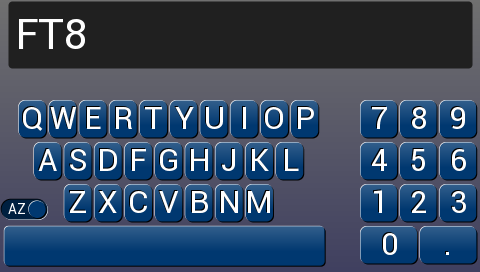 FT8
QWERTYUIOP 789
ASDFGHJKL 456
AZ ZXCVBNM 123
0 .